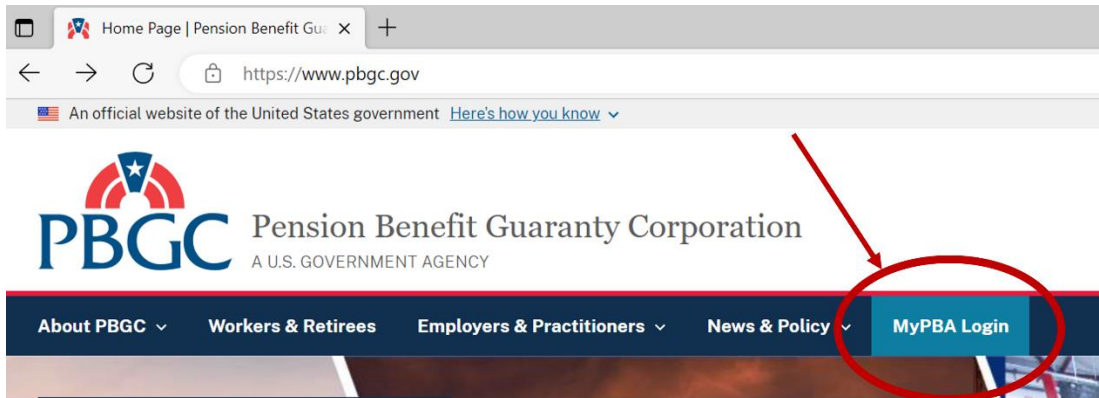 Home Page | Pension Benefit Gua
https://www.pbgc.gov
An official website of the United States government Here's how you know
PBGC
Pension Benefit Guaranty Corporation
A U.S. GOVERNMENT AGENCY
About PBGC Workers & Retirees Employers & Practitioners News & Policy MyPBA Login